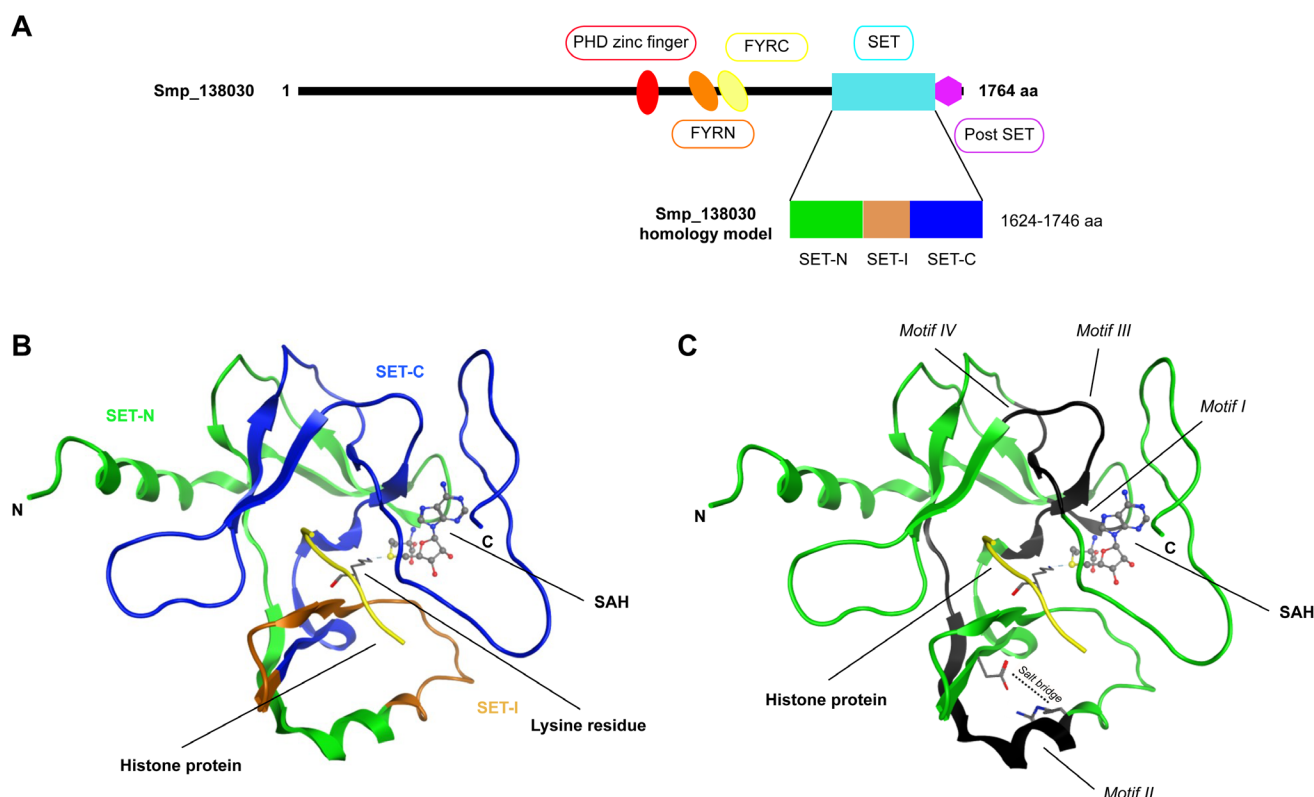 A
PHD zinc finger
FYRC
SET
Smp_138030
1
1764 aa
FYRN
Post SET
Smp_138030
homology model
1624-1746 aa
SET-N
SET-I
SET-C
B
SET-C
SET-N
N
C
SAH
SET-I
Lysine residue
Histone protein
C
Motif IV
Motif III
Motif I
N
C
SAH
Histone protein
Salt bridge
Motif II